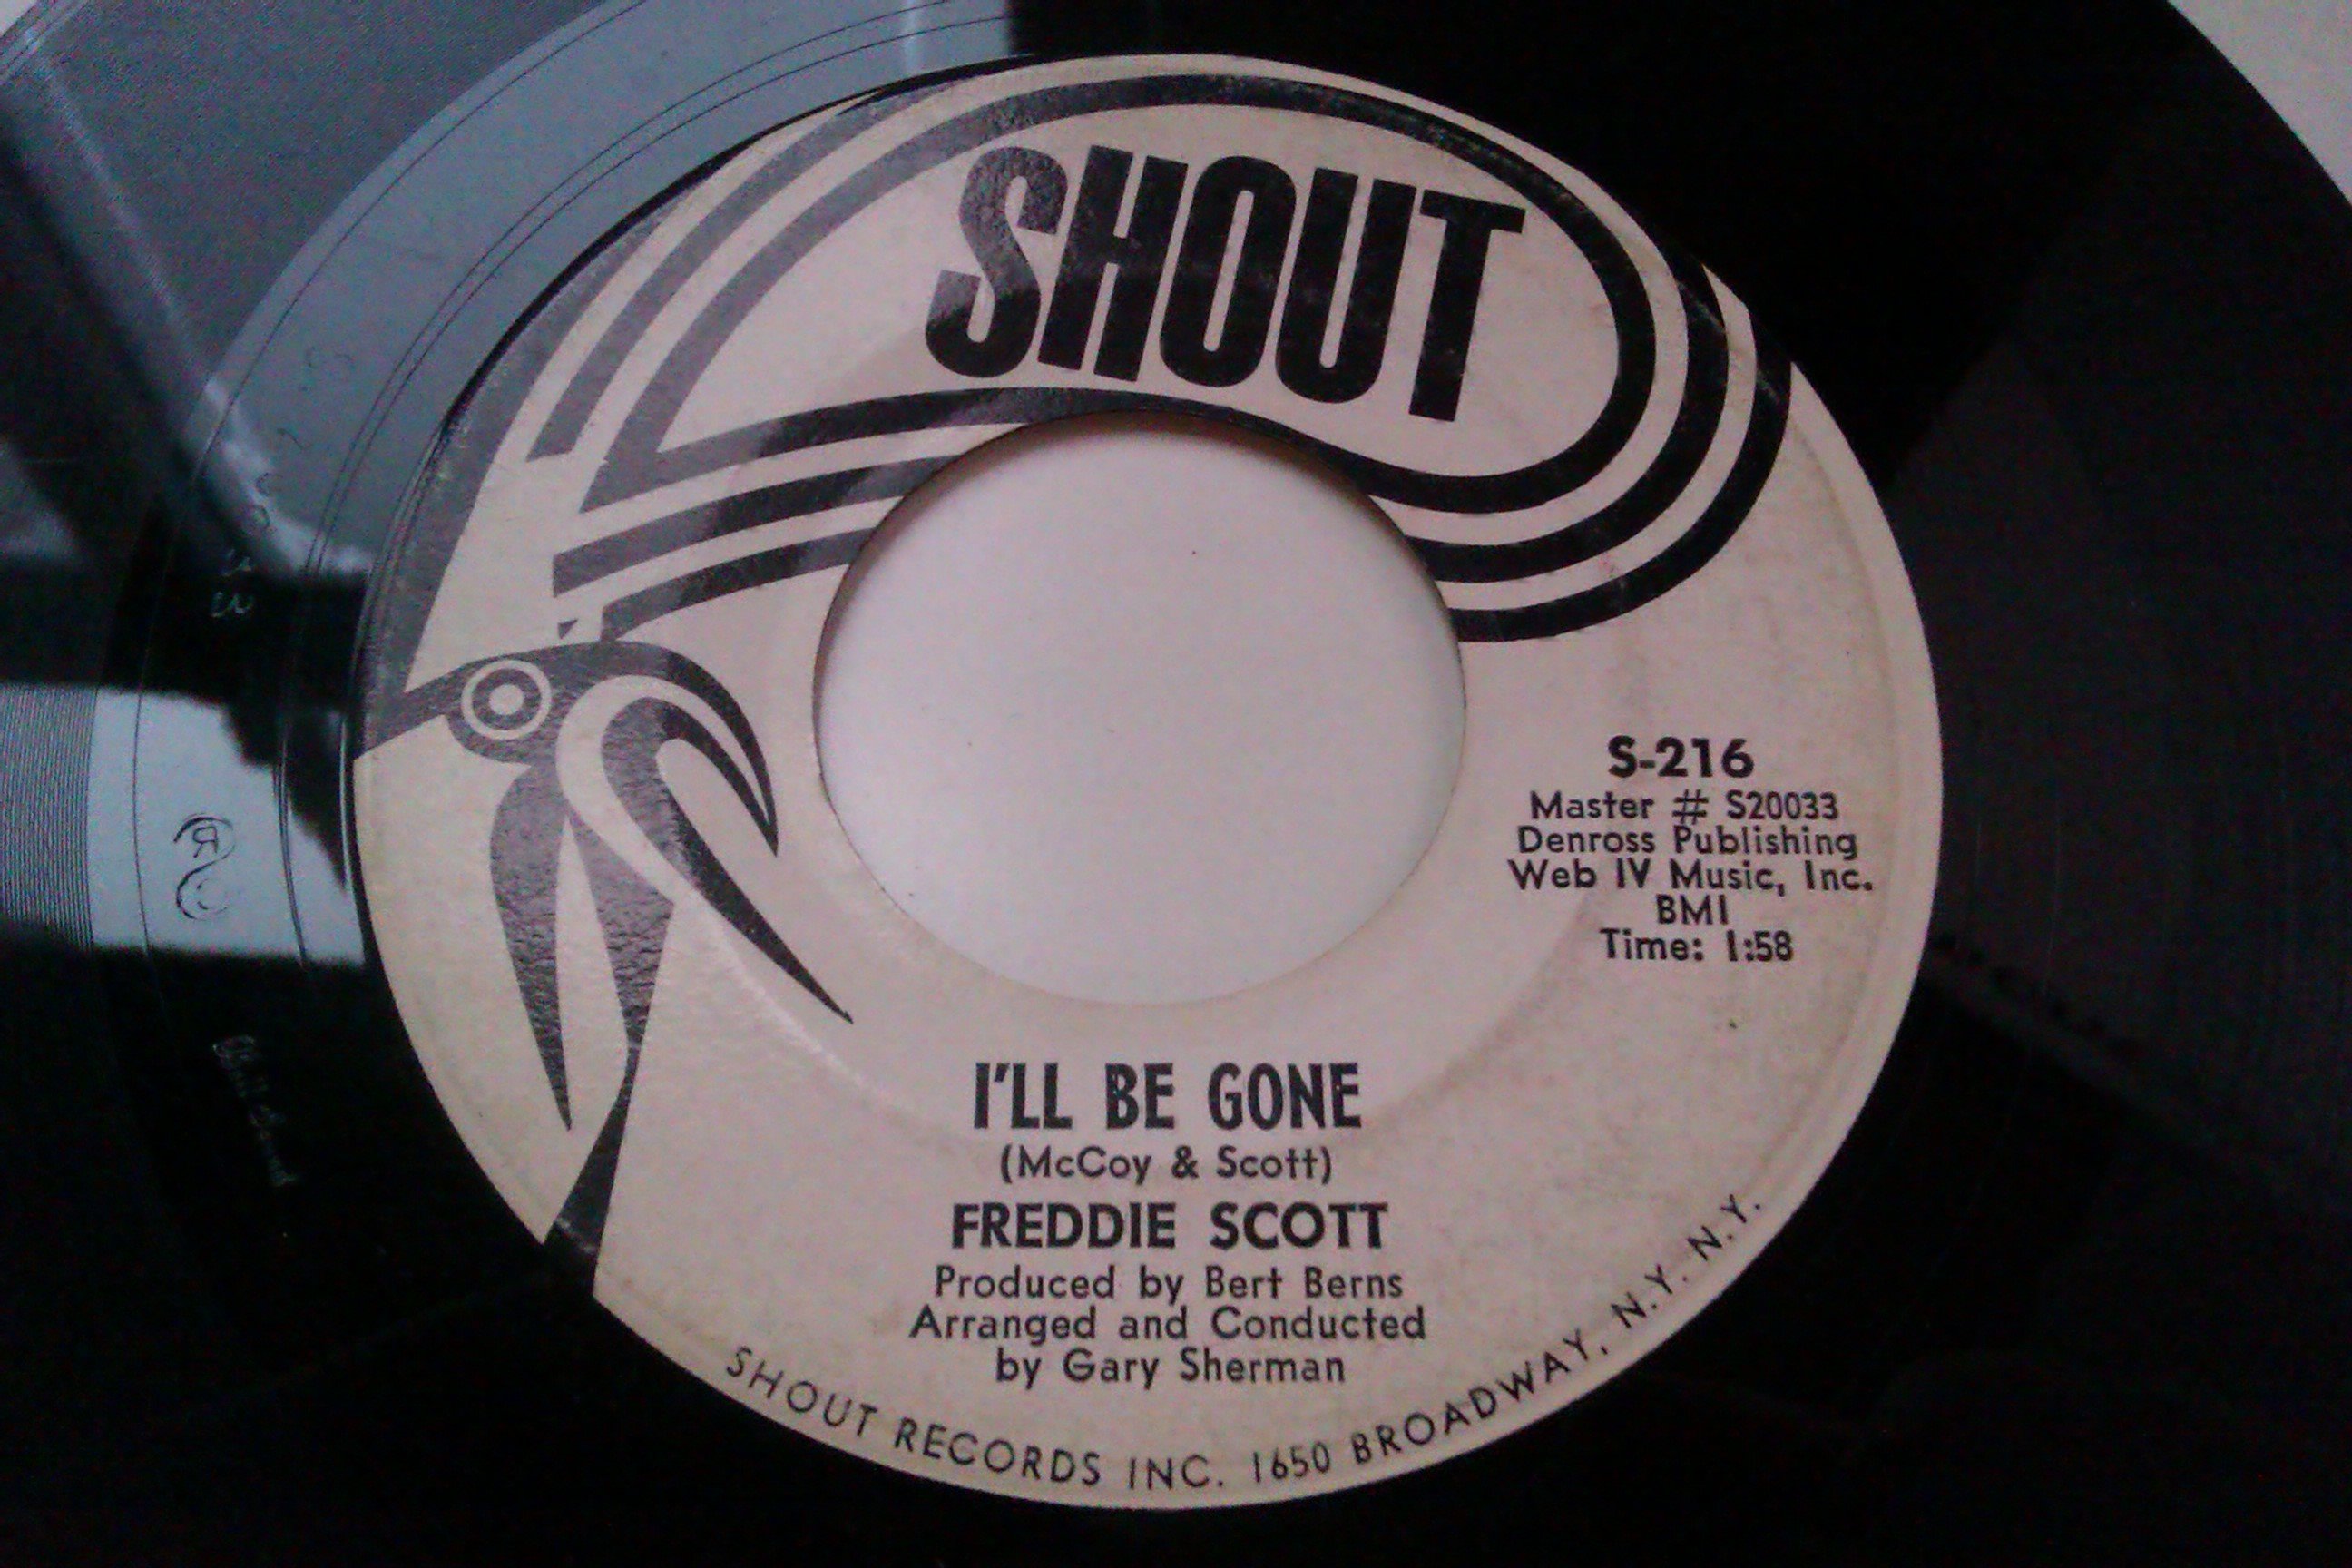 SHOUT
S-216
Master # S20033
Denross Publishing
Web IV Music, Inc.
BMI
Time: 1:58
I'LL BE GONE
(McCoy & Scott)
FREDDIE SCOTT
Produced by Bert Berns
Arranged and Conducted
by Gary Sherman
SHOUT RECORDS INC. 1650 BROADWAY, N.Y. N.Y.